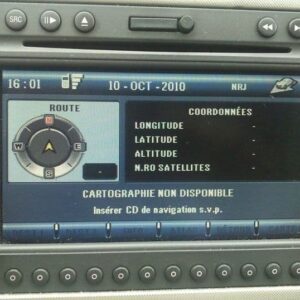 SRC
16:01 10-OCT-2010 NRJ
ROUTE
W E
S
-
COORDONNÉES
LONGITUDE -
LATITUDE -
ALTITUDE -
N.RO SATELLITES -
CARTOGRAPHIE NON DISPONIBLE
Insérer CD de navigation s.v.p.